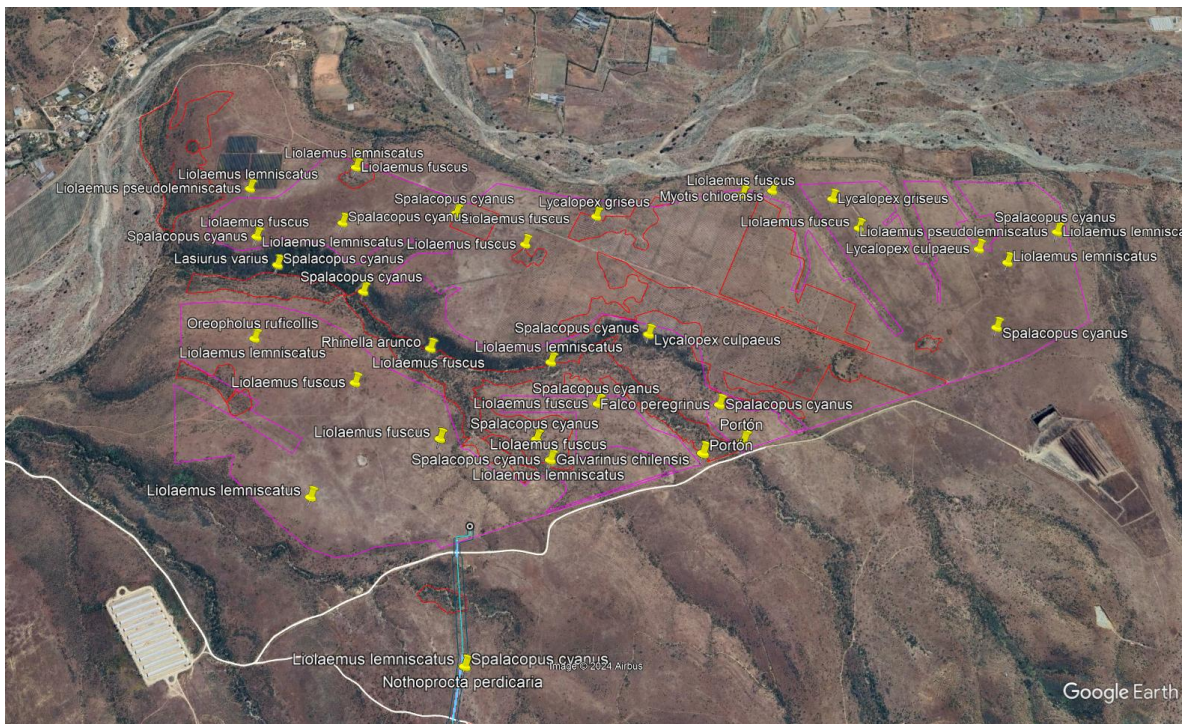 Liolaemus lemniscatus
Liolaemus fuscus
Liolaemus lemniscatus
Liolaemus pseudolemniscatus
Liolaemus fuscus
Myotis chiloensis
Lycalopex griseus
Spalacopus cyanus
Lycalopex griseus
Spalacopus cyanus
Liolaemus fuscus
Liolaemus fuscus
Liolaemus fuscus
Spalacopus cyanus
Liolaemus pseudolemniscatus
Liolaemus lemnisca
Spalacopus cyanus
Liolaemus lemniscatus
Liolaemus fuscus
Lycalopex culpaeus
Liolaemus lemniscatus
Lasiurus varius
Spalacopus cyanus
Spalacopus cyanus
Oreopholus ruficollis
Spalacopus cyanus
Lycalopex culpaeus
Spalacopus cyanus
Rhinella arunco
Liolaemus lemniscatus
Liolaemus lemniscatus
Liolaemus fuscus
Liolaemus fuscus
Spalacopus cyanus
Liolaemus fuscus
Falco peregrinus
Spalacopus cyanus
Spalacopus cyanus
Portón
Liolaemus fuscus
Liolaemus fuscus
Portón
Spalacopus cyanus
Galvarinus chilensis
Liolaemus lemniscatus
Liolaemus lemniscatus
Liolaemus lemniscatus
Spalacopus cyanus
Image © 2024 Airbus
Nothoprocta perdicaria
Google Earth